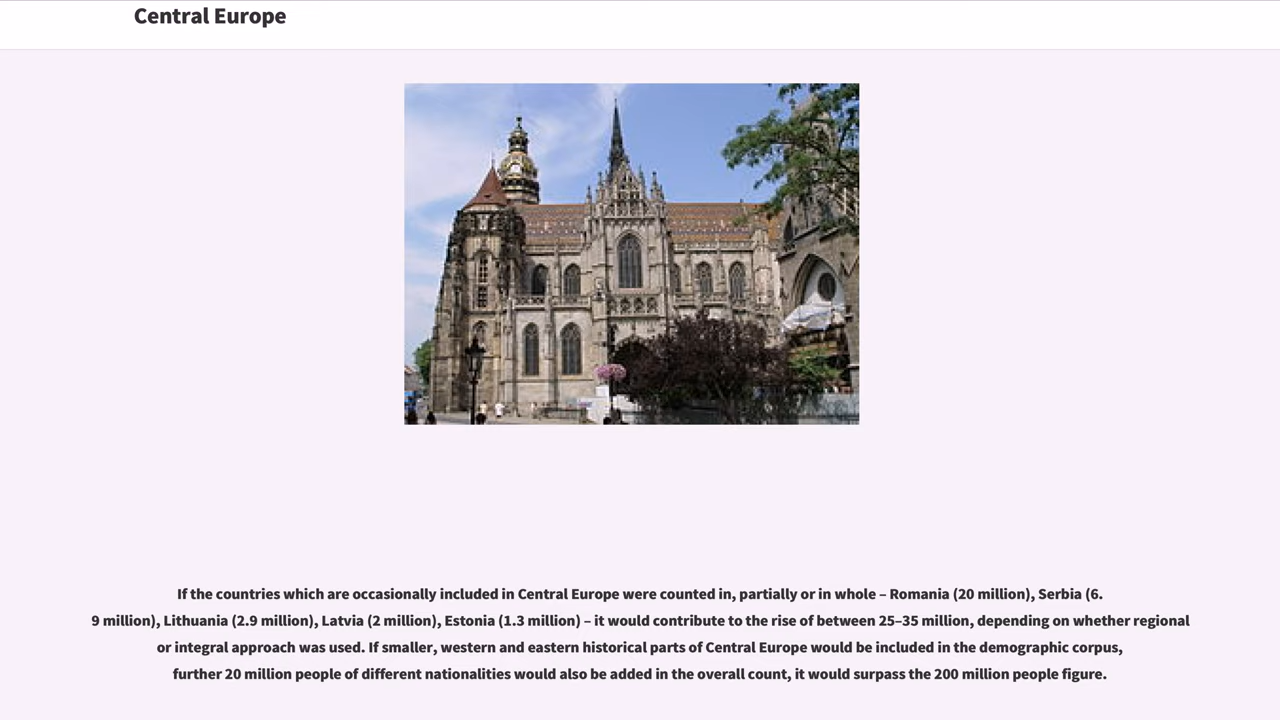 Central Europe
If the countries which are occasionally included in Central Europe were counted in, partially or in whole – Romania (20 million), Serbia (6.
9 million), Lithuania (2.9 million), Latvia (2 million), Estonia (1.3 million) – it would contribute to the rise of between 25–35 million, depending on whether regional
or integral approach was used. If smaller, western and eastern historical parts of Central Europe would be included in the demographic corpus,
further 20 million people of different nationalities would also be added in the overall count, it would surpass the 200 million people figure.